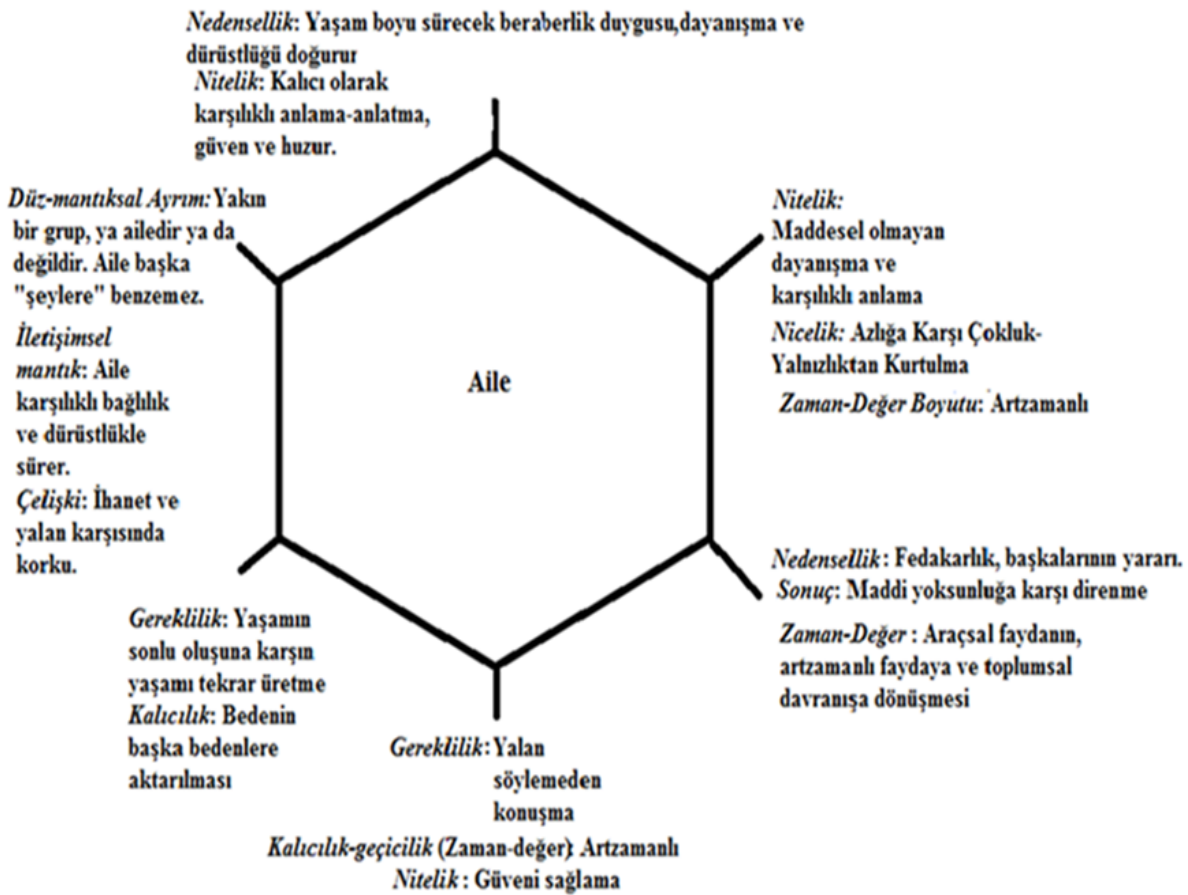 Nedensellik: Yaşam boyu sürecek beraberlik duygusu,dayanışma ve
dürüstlüğü doğurur
Nitelik: Kalıcı olarak
karşılıklı anlama-anlatma,
güven ve huzur.
Düz-mantıksal Ayrım: Yakın
bir grup, ya ailedir ya da
değildir. Aile başka
"şeylere" benzemez.
İletişimsel
mantık: Aile
karşılıklı bağlılık
ve dürüstlükle
sürer.
Çelişki: İhanet ve
yalan karşısında
korku.
Aile
Nitelik:
Maddesel olmayan
dayanışma ve
karşılıklı anlama
Nicelik: Azlığa Karşı Çokluk-
Yalnızlıktan Kurtulma
Zaman-Değer Boyutu: Artzamanlı
Nedensellik: Fedakarlık, başkalarının yararı.
Sonuç: Maddi yoksunluğa karşı direnme
Zaman-Değer : Araçsal faydanın,
artzamanlı faydaya ve toplumsal
davranışa dönüşmesi
Gereklilik: Yaşamın
sonlu oluşuna karşın
yaşamı tekrar üretme
Kalıcılık: Bedenin
başka bedenlere
aktarılması
Gereklilik: Yalan
söylemeden
konuşma
Kalıcılık-geçicilik (Zaman-değer): Artzamanlı
Nitelik : Güveni sağlama